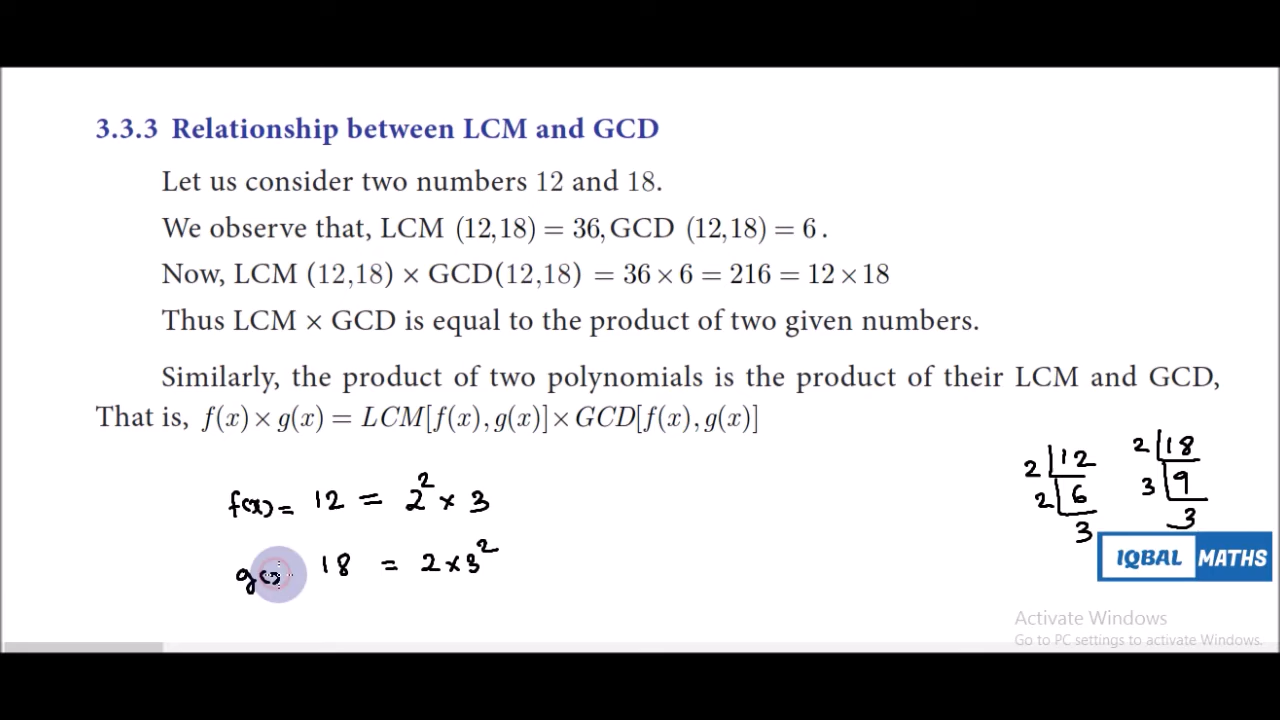 3.3.3 Relationship between LCM and GCD
Let us consider two numbers 12 and 18.
We observe that, LCM (12,18) = 36, GCD (12,18) = 6.
Now, LCM (12,18) × GCD(12,18) = 36 × 6 = 216 = 12 × 18
Thus LCM × GCD is equal to the product of two given numbers.
Similarly, the product of two polynomials is the product of their LCM and GCD,
That is, f(x) × g(x) = LCM[f(x), g(x)] × GCD[f(x), g(x)]
f(x) = 12 = 2² × 3
g(x 18 = 2 × 3²
2 12
2 6
3
2 18
3 9
3
IQBAL MATHS
Activate Windows
Go to PC settings to activate Windows.